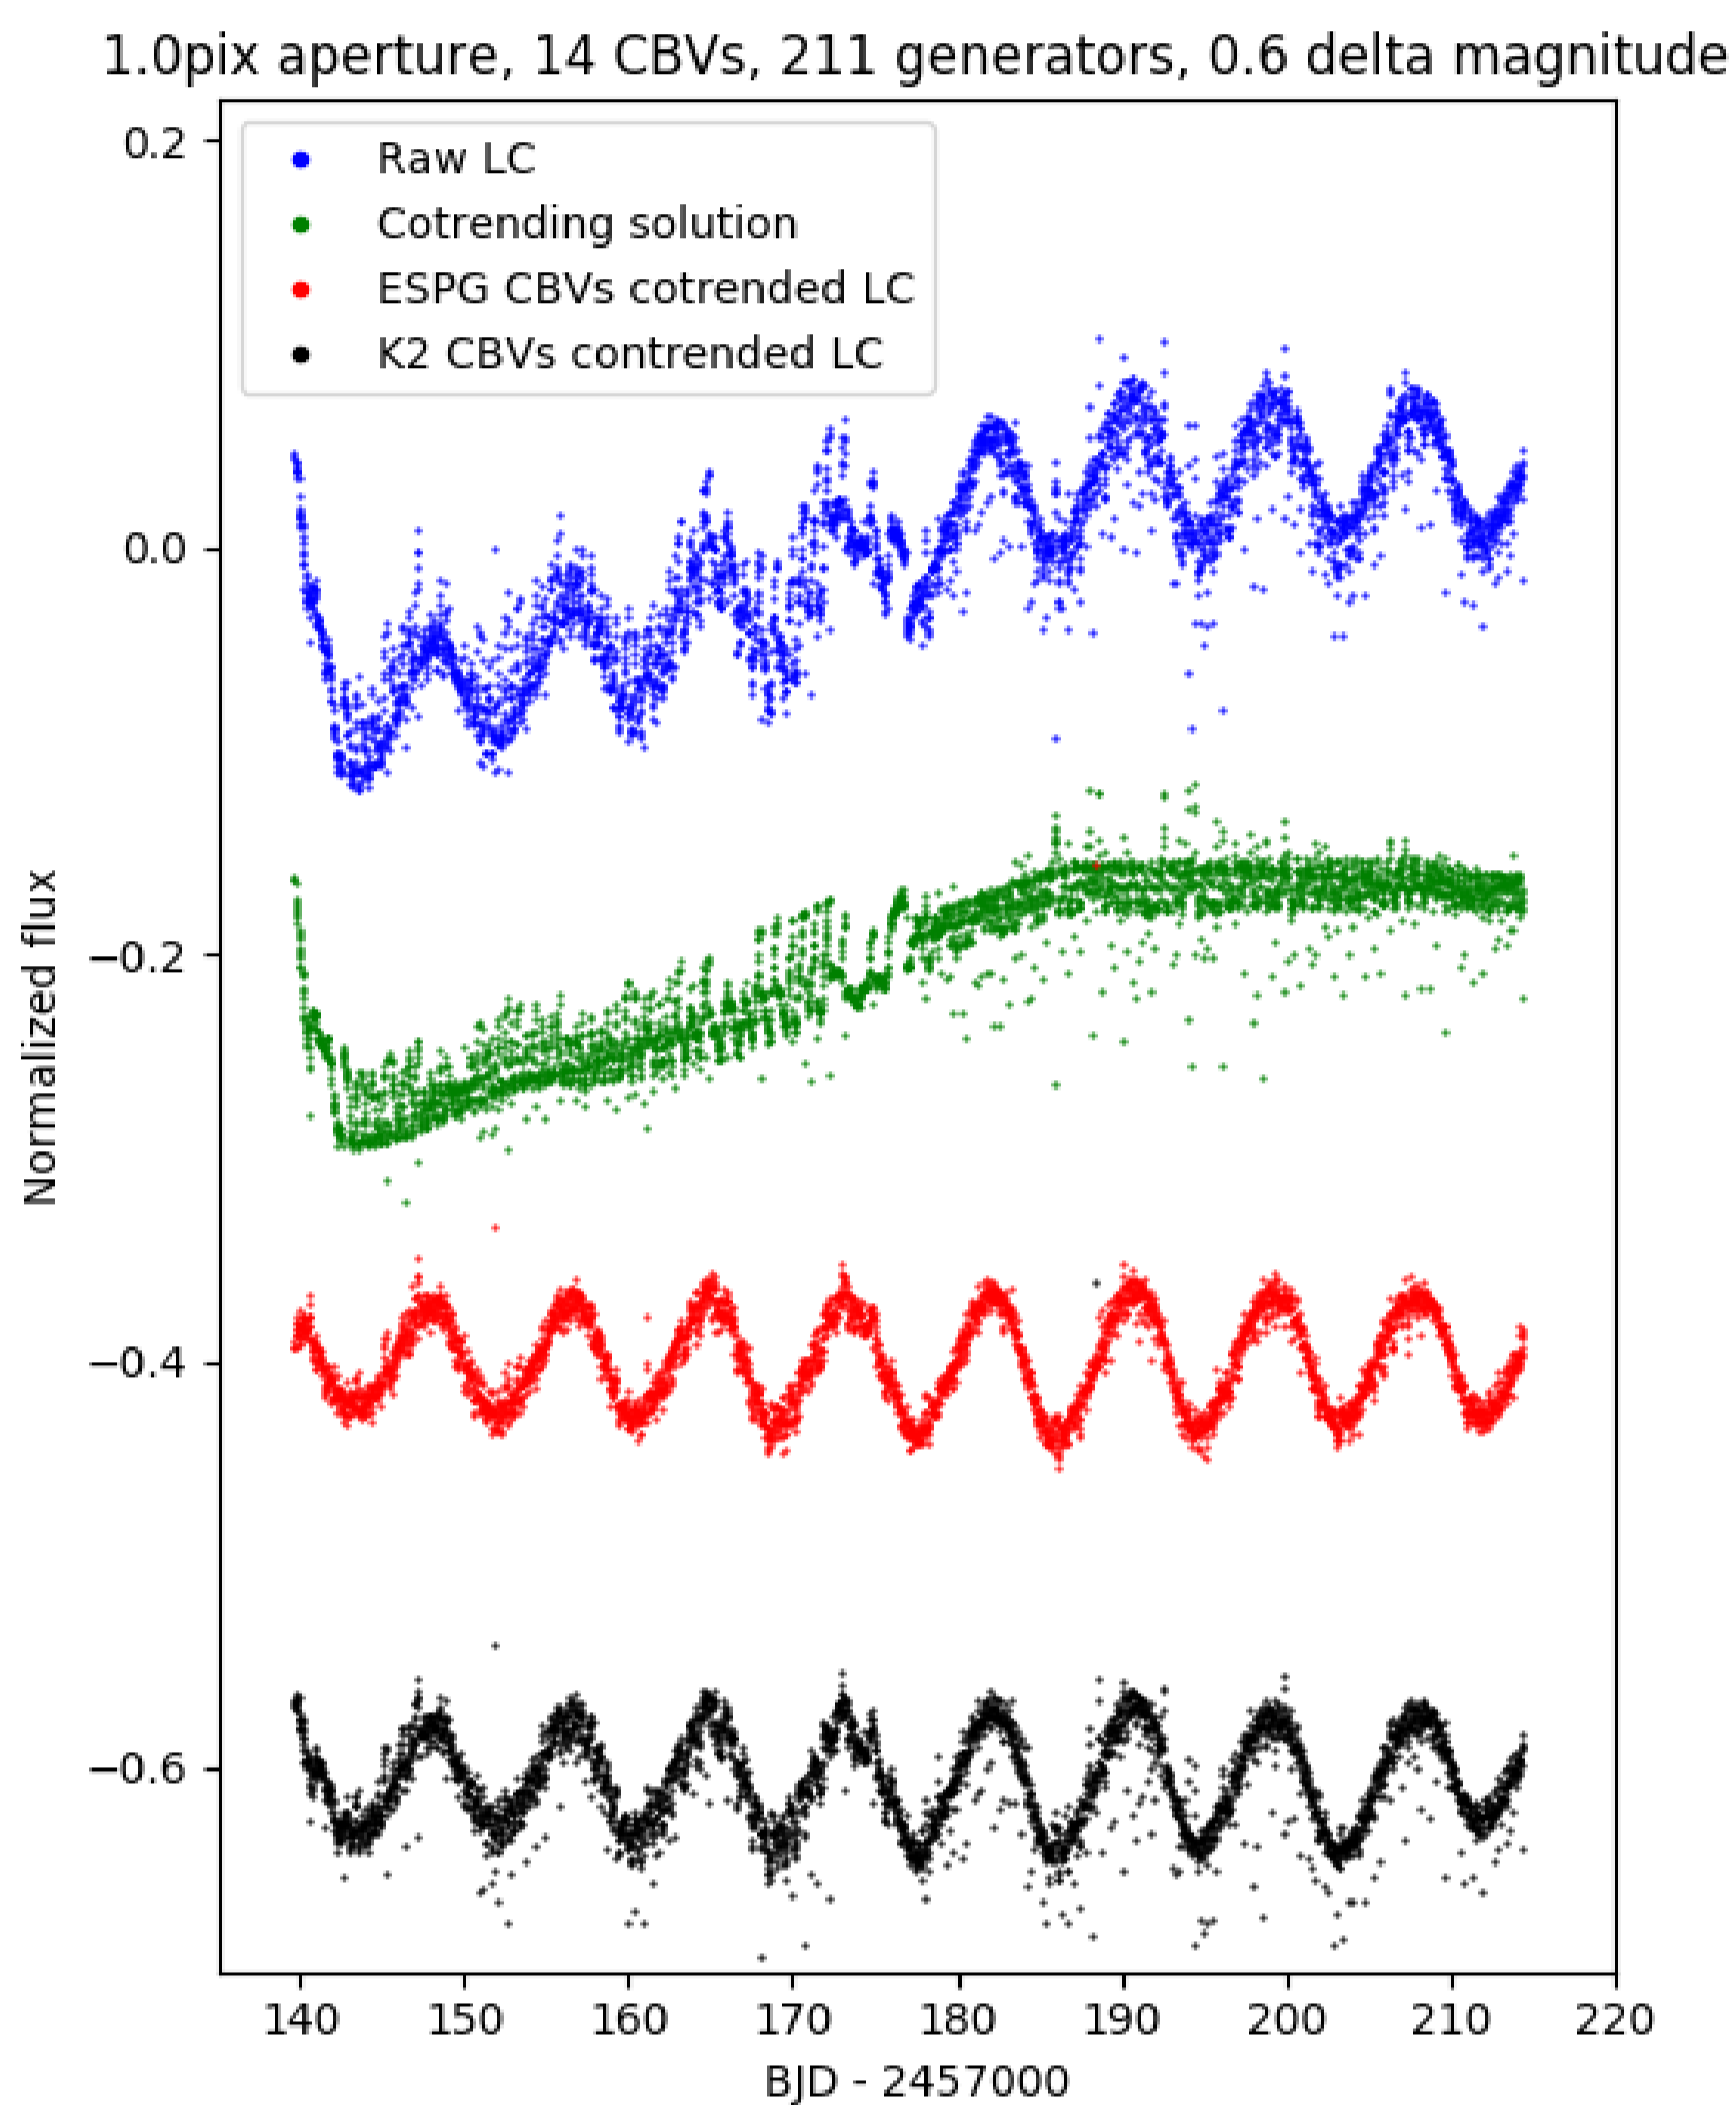 1.0pix aperture, 14 CBVs, 211 generators, 0.6 delta magnitude
Raw LC
Cotrending solution
ESPG CBVs cotrended LC
K2 CBVs contrended LC
Normalized flux
0.2
0.0
−0.2
−0.4
−0.6
140 150 160 170 180 190 200 210 220
BJD - 2457000